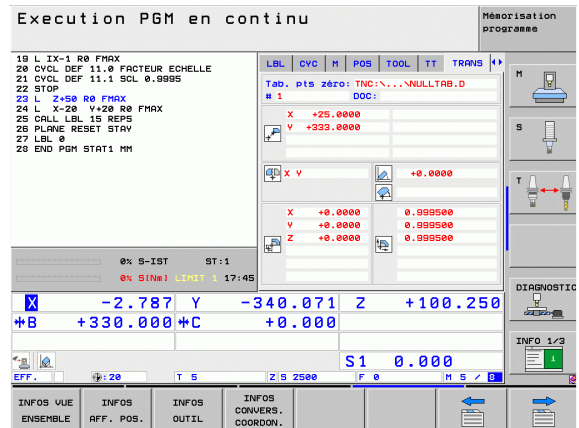 Execution PGM en continu
Mémorisation
programme
19 L IX-1 R0 FMAX
20 CYCL DEF 11.0 FACTEUR ECHELLE
21 CYCL DEF 11.1 SCL 0.9995
22 STOP
23 L Z+50 R0 FMAX
24 L X-20 Y+20 R0 FMAX
25 CALL LBL 15 REP5
26 PLANE RESET STAY
27 LBL 0
28 END PGM STAT1 MM
LBL CYC M POS TOOL TT TRANS
Tab. pts zéro: TNC:\...\NULLTAB.D
# 1 DOC:
X +25.0000
Y +333.0000
X Y +0.0000
X +0.0000 0.999500
Y +0.0000 0.999500
Z +0.0000 0.999500
0% S-IST ST:1
0% S[Nm] LIMIT 1 17:45
X -2.787 Y -340.071 Z +100.250
B +330.000 C +0.000
S1 0.000
EFF. :20 T 5 Z S 2500 F 0 M 5 / 8
M
S
T
DIAGNOSTIC
INFO 1/3
INFOS VUE
ENSEMBLE
INFOS
AFF. POS.
INFOS
OUTIL
INFOS
CONVERS.
COORDON.